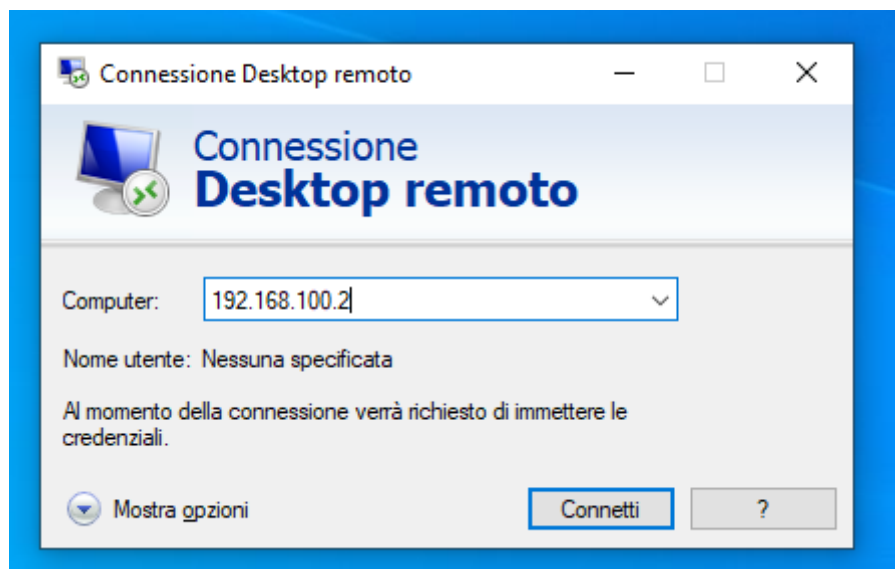 Connessione Desktop remoto
Connessione
Desktop remoto
Computer: 192.168.100.2
Nome utente: Nessuna specificata
Al momento della connessione verrà richiesto di immettere le
credenziali.
Mostra opzioni Connetti ?